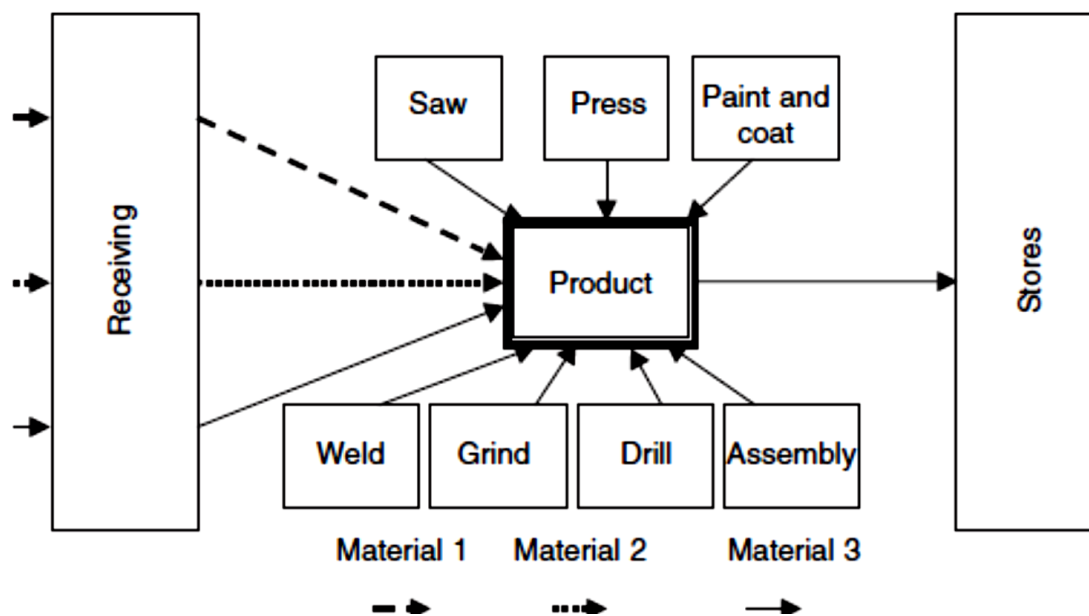 Receiving
Saw
Press
Paint and
coat
Product
Stores
Weld
Grind
Drill
Assembly
Material 1
Material 2
Material 3